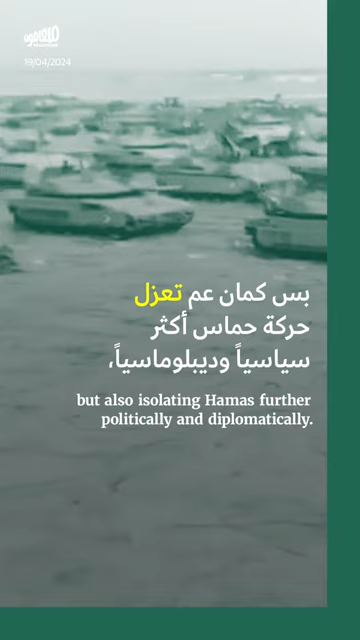 19/04/2024
بس كمان عم تعزل
حركة حماس أكثر
سياسياً وديبلوماسياً،
but also isolating Hamas further
politically and diplomatically.